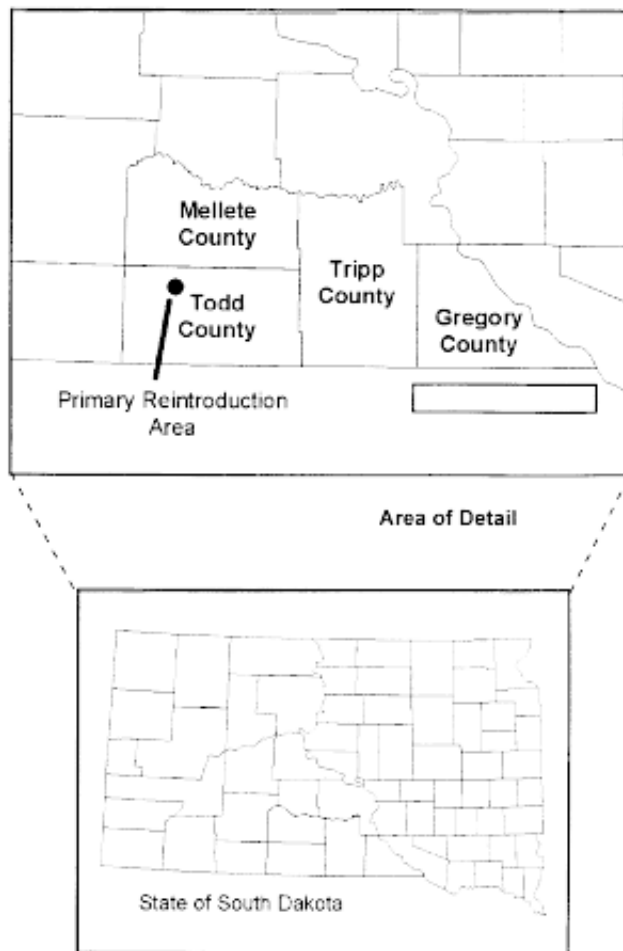 Mellete
County
Tripp
County
Todd
County
Gregory
County
Primary Reintroduction
Area
Area of Detail
State of South Dakota